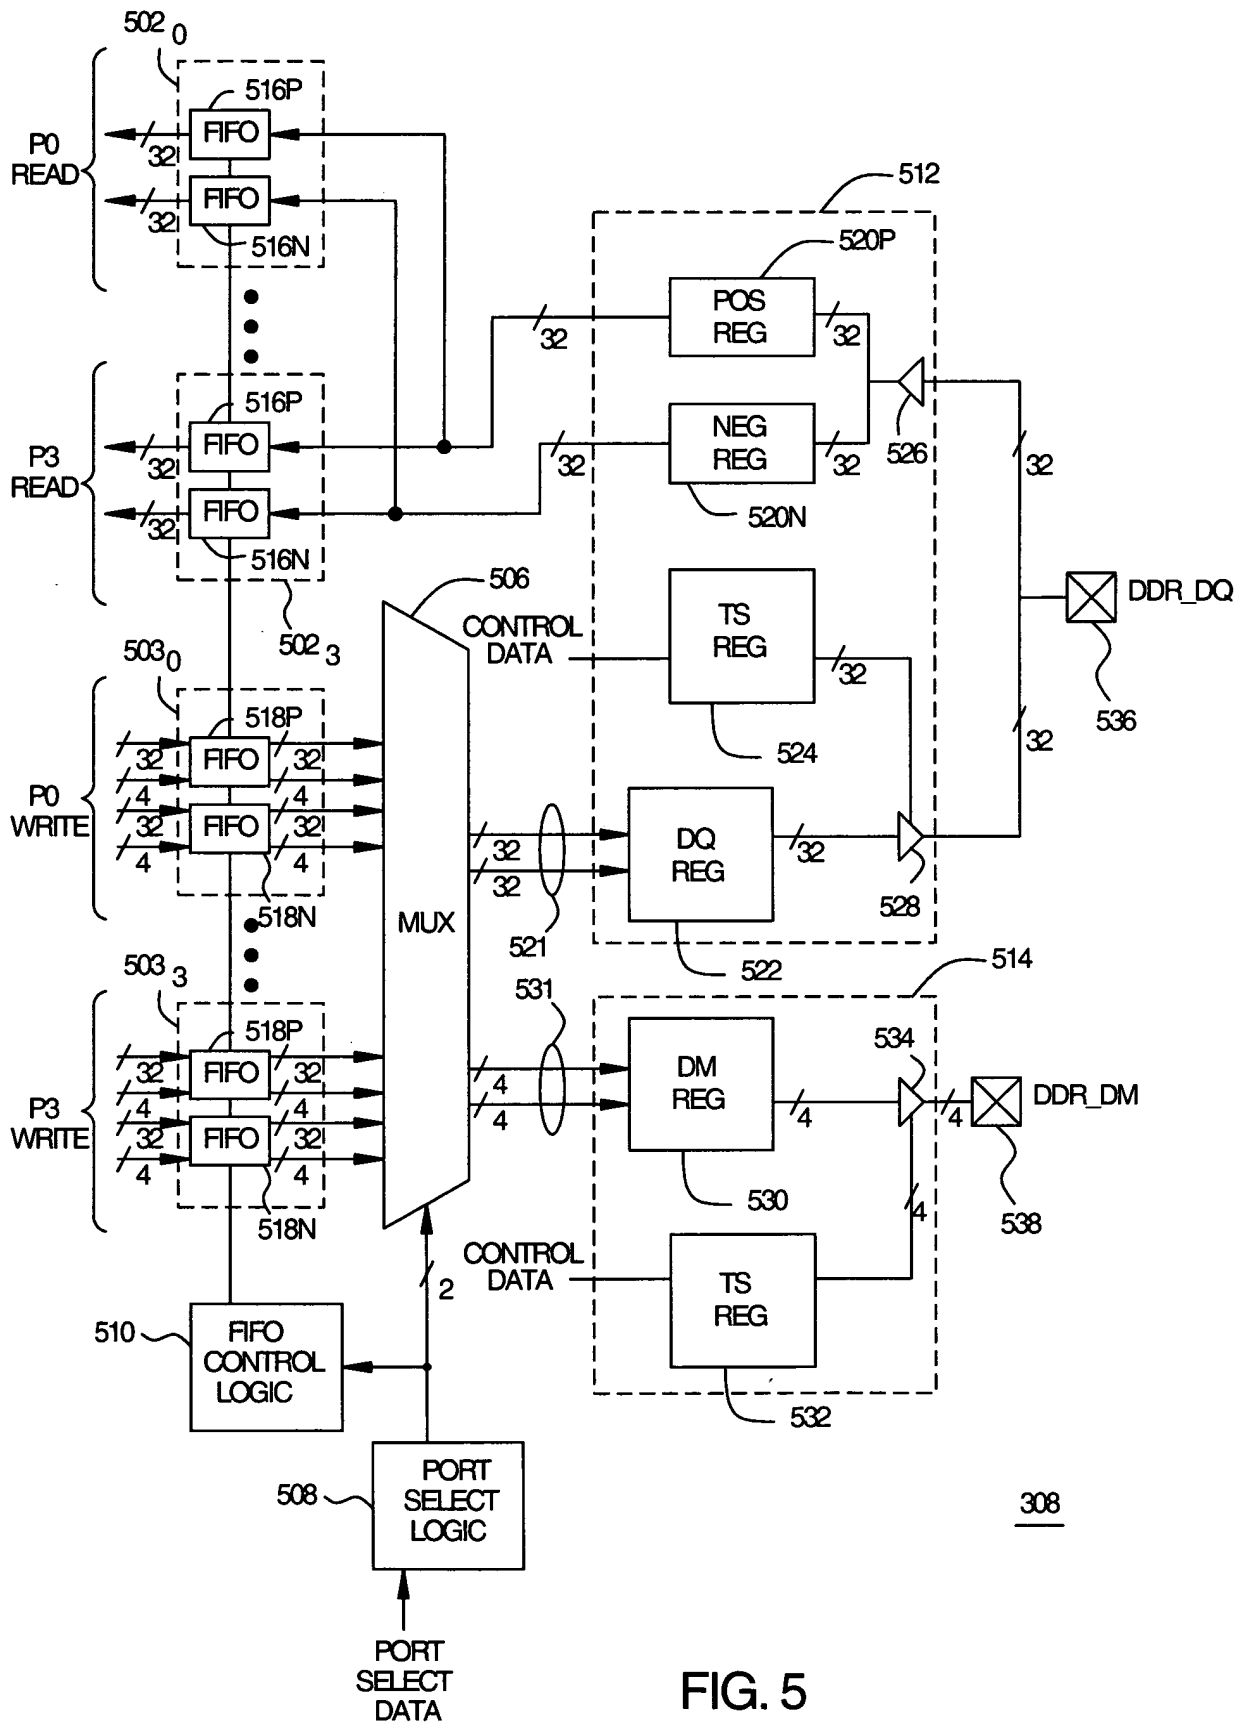 502 0
516P
FIFO
32
P0
READ
FIFO
32
516N
512
520P
POS
REG
32
32
516P
FIFO
32
P3
READ
FIFO
32
516N
502 3
NEG
REG
32
32
520N
526
32
506
CONTROL
DATA
TS
REG
32
524
DDR_DQ
536
32
503 0
518P
FIFO
32
32
4
4
P0
WRITE
FIFO
32
32
4
4
518N
MUX
32
32
521
DQ
REG
32
522
528
514
503 3
518P
FIFO
32
32
4
4
P3
WRITE
FIFO
32
32
4
4
518N
531
4
4
DM
REG
4
530
534
4
DDR_DM
538
CONTROL
DATA
TS
REG
4
532
2
510
FIFO
CONTROL
LOGIC
508
PORT
SELECT
LOGIC
PORT
SELECT
DATA
308
FIG. 5